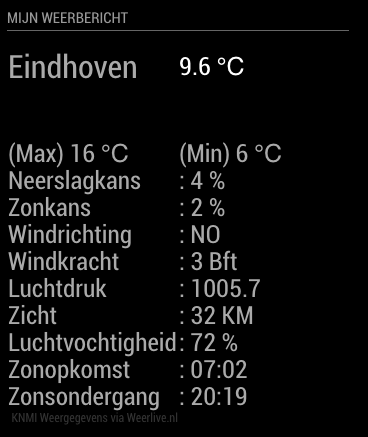 MIJN WEERBERICHT
Eindhoven 9.6 °C
(Max) 16 °C (Min) 6 °C
Neerslagkans : 4 %
Zonkans : 2 %
Windrichting : NO
Windkracht : 3 Bft
Luchtdruk : 1005.7
Zicht : 32 KM
Luchtvochtigheid : 72 %
Zonopkomst : 07:02
Zonsondergang : 20:19
KNMI Weergegevens via Weerlive.nl